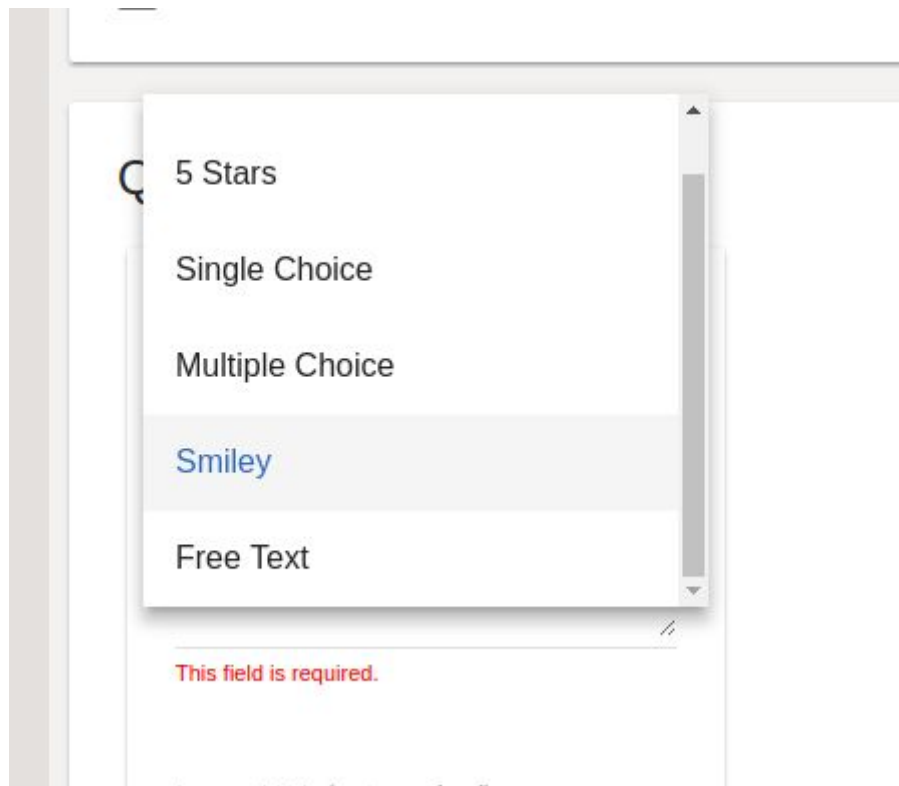 Q
5 Stars
Single Choice
Multiple Choice
Smiley
Free Text
This field is required.